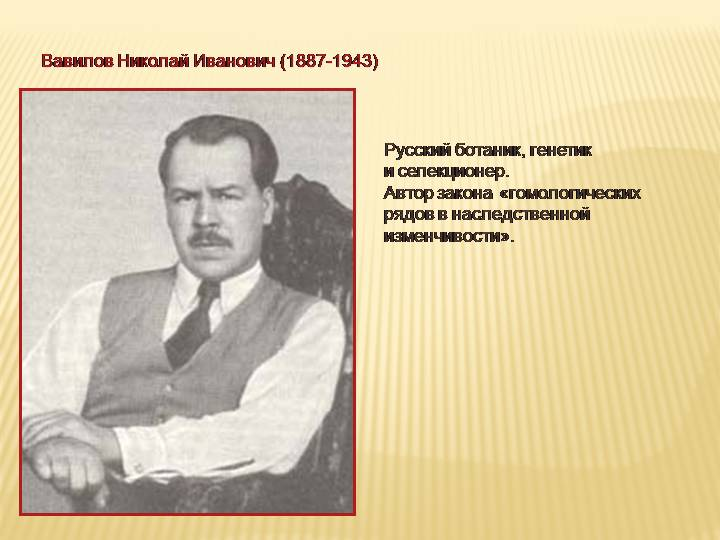 Вавилов Николай Иванович (1887-1943)
Русский ботаник, генетик
и селекционер.
Автор закона «гомологических
рядов в наследственной
изменчивости».